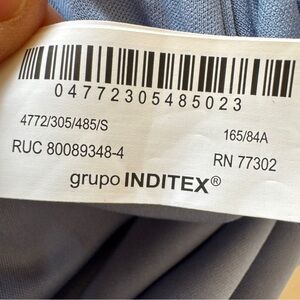 04772305485023
4772/305/485/S 165/84A
RUC 80089348-4 RN 77302
grupo INDITEX®